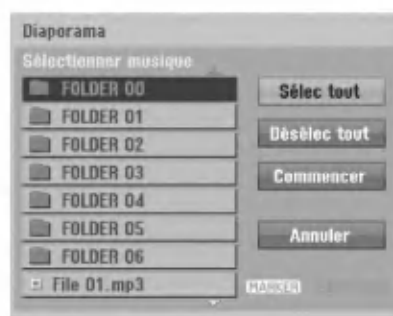 Diaporama
Sélectionner musique
FOLDER 00
FOLDER 01
FOLDER 02
FOLDER 03
FOLDER 04
FOLDER 05
FOLDER 06
File 01.mp3
Sélec tout
Désélec tout
Commencer
Annuler
MARKER